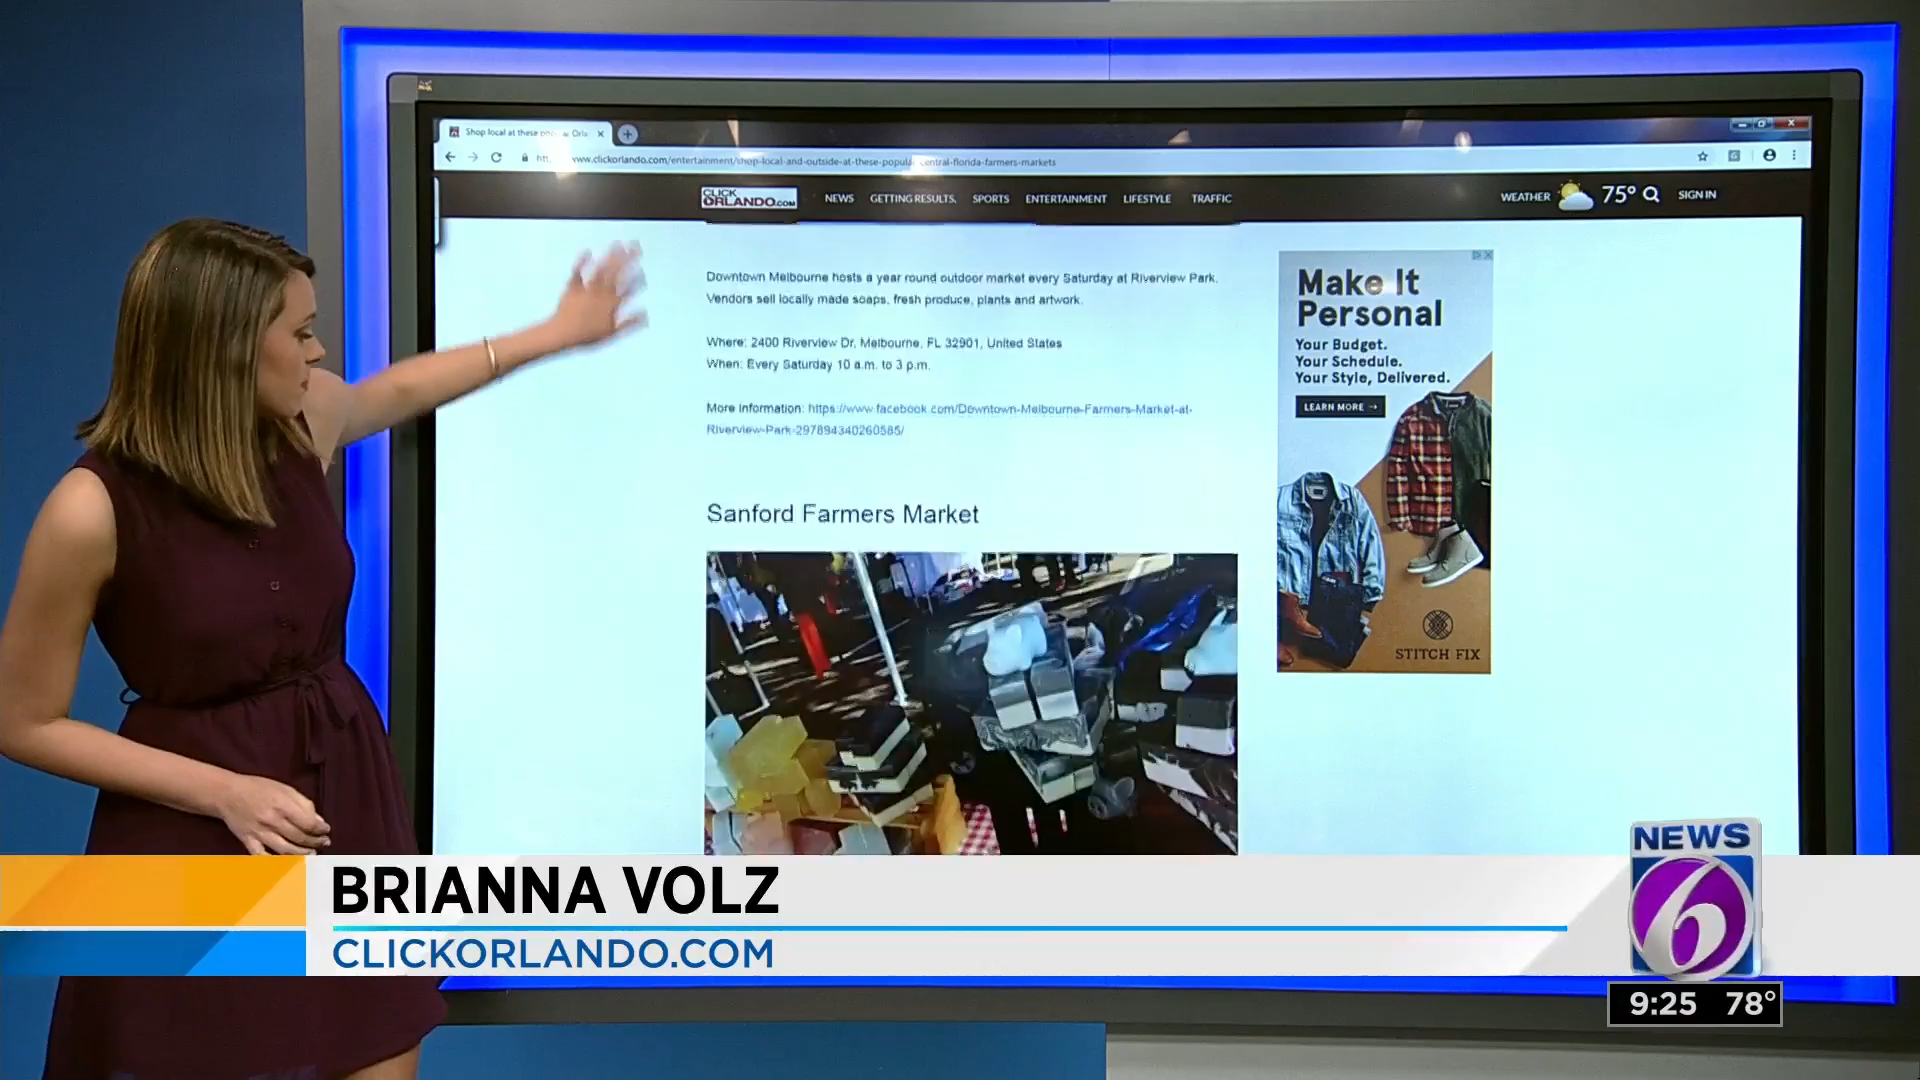 Shop local at these
www.clickorlando.com/entertainment/shop-local-and-outside-at-these-popula central-florida-farmers-markets
CLICK
ORLANDO.COM
NEWS GETTING RESULTS. SPORTS ENTERTAINMENT LIFESTYLE TRAFFIC
WEATHER 75° SIGN IN
Downtown Melbourne hosts a year round outdoor market every Saturday at Riverview Park.
Vendors sell locally made soaps, fresh produce, plants and artwork.
Where: 2400 Riverview Dr, Melbourne, FL 32901, United States
When: Every Saturday 10 a.m. to 3 p.m.
More information: https://www.facebook.com/Downtown-Melbourne-Farmers-Market-at-
Riverview-Park-297894340260585/
Sanford Farmers Market
Make It
Personal
Your Budget.
Your Schedule.
Your Style, Delivered.
LEARN MORE →
STITCH FIX
BRIANNA VOLZ
CLICKORLANDO.COM
NEWS
6
9:25 78°